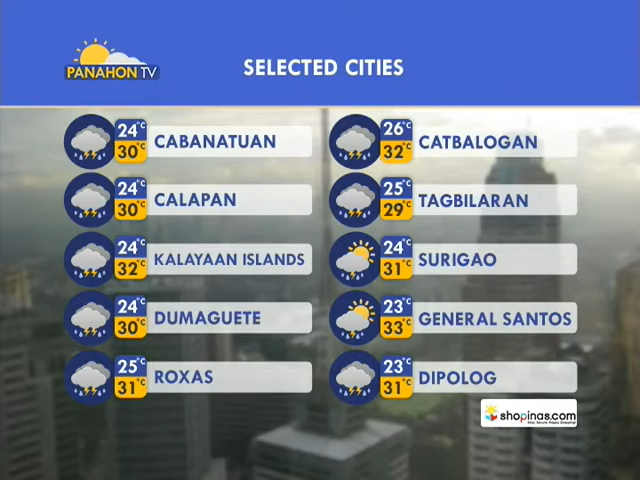 PANAHON TV
SELECTED CITIES
24°C
30°C
CABANATUAN
24°C
30°C
CALAPAN
24°C
32°C
KALAYAAN ISLANDS
24°C
30°C
DUMAGUETE
25°C
31°C
ROXAS
26°C
32°C
CATBALOGAN
25°C
29°C
TAGBILARAN
24°C
31°C
SURIGAO
23°C
33°C
GENERAL SANTOS
23°C
31°C
DIPOLOG
shopinas.com